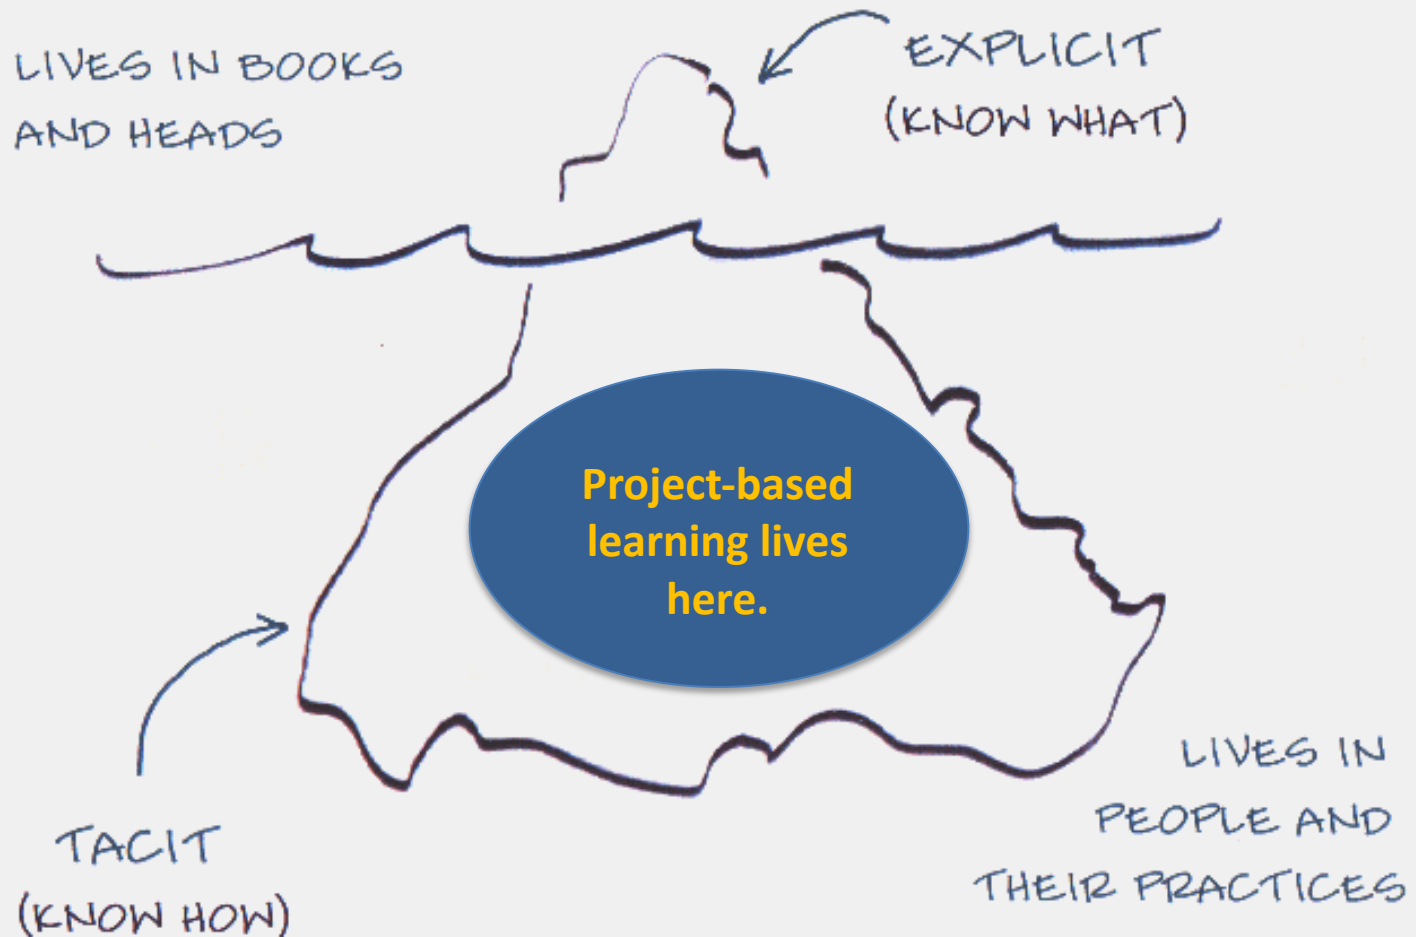 LIVES IN BOOKS
AND HEADS
EXPLICIT
(KNOW WHAT)
Project-based
learning lives
here.
TACIT
(KNOW HOW)
LIVES IN
PEOPLE AND
THEIR PRACTICES